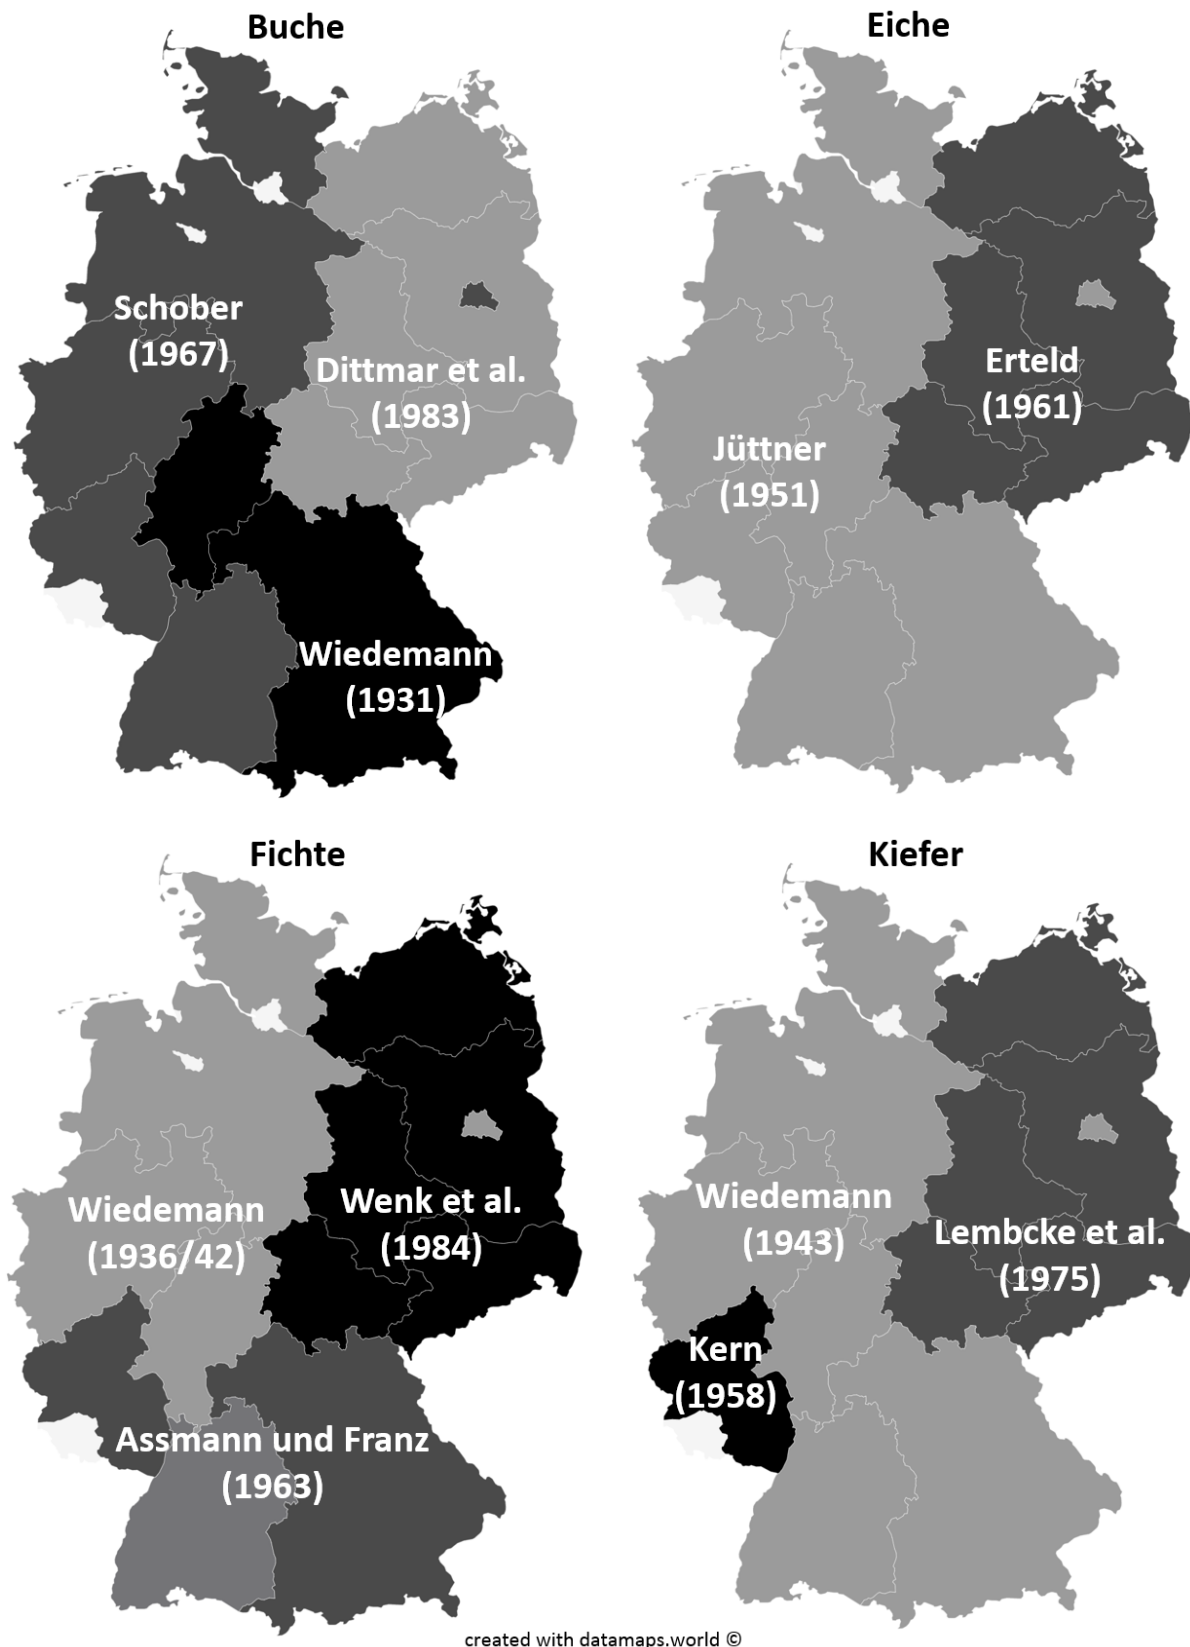 Buche
Eiche
Schober
(1967)
Dittmar et al.
(1983)
Wiedemann
(1931)
Erteld
(1961)
Jüttner
(1951)
Fichte
Kiefer
Wiedemann
(1936/42)
Wenk et al.
(1984)
Assmann und Franz
(1963)
Wiedemann
(1943)
Lembcke et al.
(1975)
Kern
(1958)
created with datamaps.world ©